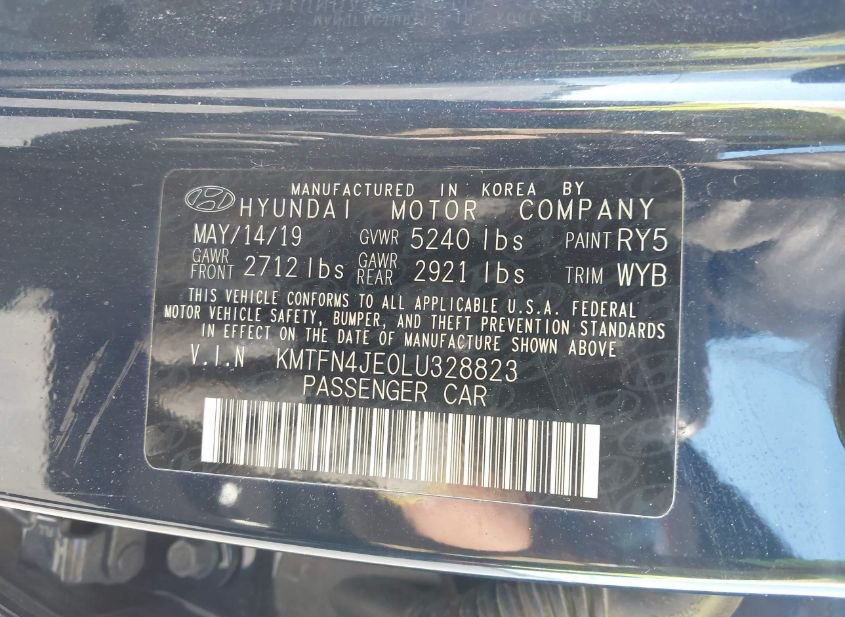 MANUFACTURED IN KOREA BY
HYUNDAI MOTOR COMPANY
MAY/14/19 GVWR 5240 lbs PAINT RY5
GAWR FRONT 2712 lbs GAWR REAR 2921 lbs TRIM WYB
THIS VEHICLE CONFORMS TO ALL APPLICABLE U.S.A. FEDERAL
MOTOR VEHICLE SAFETY, BUMPER, AND THEFT PREVENTION STANDARDS
IN EFFECT ON THE DATE OF MANUFACTURE SHOWN ABOVE
V.I.N KMTFN4JE0LU328823
PASSENGER CAR